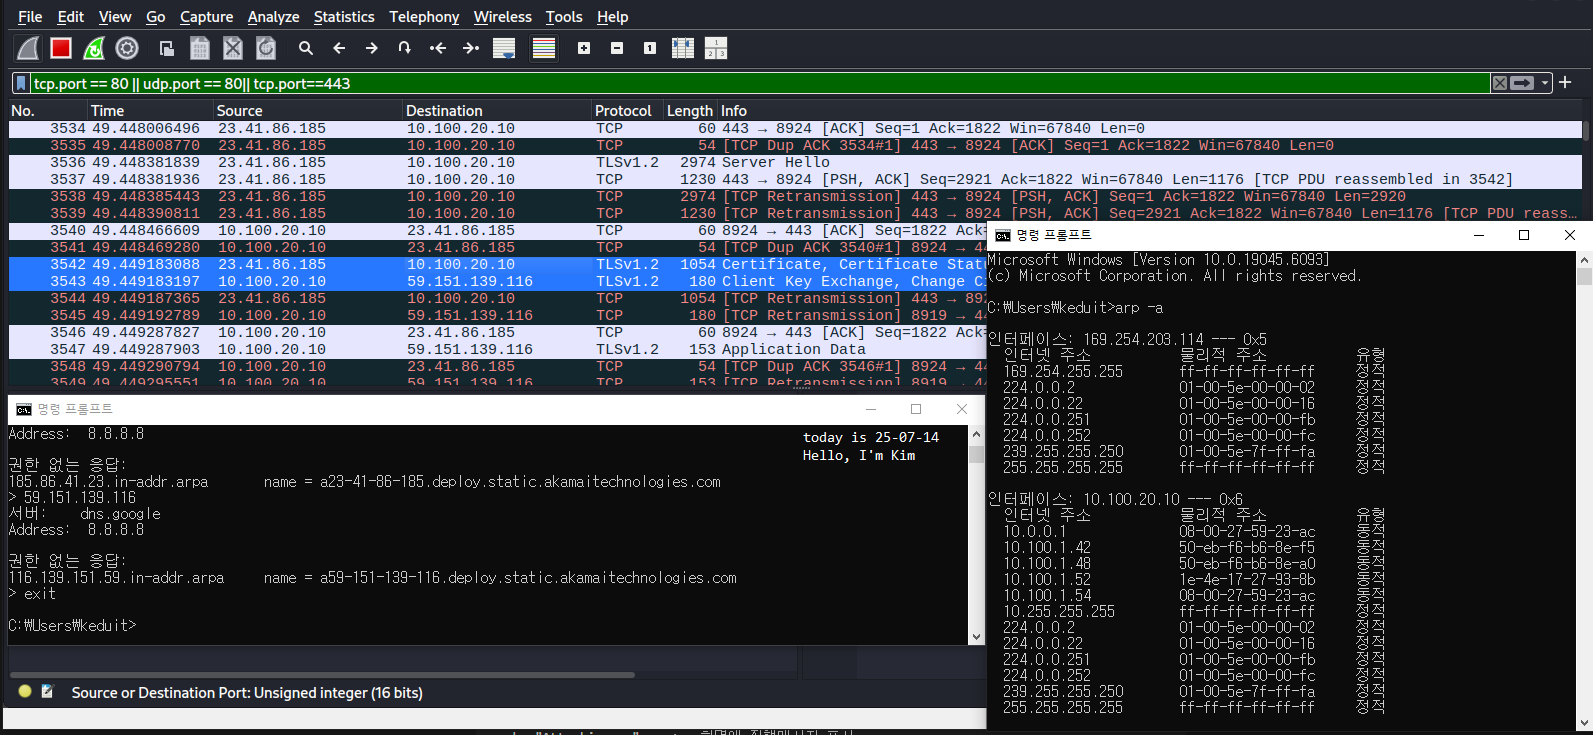 File Edit View Go Capture Analyze Statistics Telephony Wireless Tools Help
tcp.port == 80 || udp.port == 80|| tcp.port==443
No. Time Source Destination Protocol Length Info
3534 49.448006496 23.41.86.185 10.100.20.10 TCP 60 443 → 8924 [ACK] Seq=1 Ack=1822 Win=67840 Len=0
3535 49.448008770 23.41.86.185 10.100.20.10 TCP 54 [TCP Dup ACK 3534#1] 443 → 8924 [ACK] Seq=1 Ack=1822 Win=67840 Len=0
3536 49.448381839 23.41.86.185 10.100.20.10 TLSv1.2 2974 Server Hello
3537 49.448381936 23.41.86.185 10.100.20.10 TCP 1230 443 → 8924 [PSH, ACK] Seq=2921 Ack=1822 Win=67840 Len=1176 [TCP PDU reassembled in 3542]
3538 49.448385443 23.41.86.185 10.100.20.10 TCP 2974 [TCP Retransmission] 443 → 8924 [PSH, ACK] Seq=1 Ack=1822 Win=67840 Len=2920
3539 49.448390811 23.41.86.185 10.100.20.10 TCP 1230 [TCP Retransmission] 443 → 8924 [PSH, ACK] Seq=2921 Ack=1822 Win=67840 Len=1176 [TCP PDU reass…
3540 49.448466609 10.100.20.10 23.41.86.185 TCP 60 8924 → 443 [ACK] Seq=1822 Ack
3541 49.448469280 10.100.20.10 23.41.86.185 TCP 54 [TCP Dup ACK 3540#1] 8924 → 4
3542 49.449183088 23.41.86.185 10.100.20.10 TLSv1.2 1054 Certificate, Certificate Stat
3543 49.449183197 10.100.20.10 59.151.139.116 TLSv1.2 180 Client Key Exchange, Change C
3544 49.449187365 23.41.86.185 10.100.20.10 TCP 1054 [TCP Retransmission] 443 → 89
3545 49.449192789 10.100.20.10 59.151.139.116 TCP 180 [TCP Retransmission] 8919 → 4
3546 49.449287827 10.100.20.10 23.41.86.185 TCP 60 8924 → 443 [ACK] Seq=1822 Ack=
3547 49.449287903 10.100.20.10 59.151.139.116 TLSv1.2 153 Application Data
3548 49.449290794 10.100.20.10 23.41.86.185 TCP 54 [TCP Dup ACK 3546#1] 8924 → 4
3549 49.449295551 10.100.20.10 59.151.139.116 TCP 153 [TCP Retransmission] 8919 → 4
명령 프롬프트
Address: 8.8.8.8
today is 25-07-14
Hello, I'm Kim
권한 없는 응답:
185.86.41.23.in-addr.arpa name = a23-41-86-185.deploy.static.akamaitechnologies.com
> 59.151.139.116
서버: dns.google
Address: 8.8.8.8
권한 없는 응답:
116.139.151.59.in-addr.arpa name = a59-151-139-116.deploy.static.akamaitechnologies.com
> exit
C:₩Users₩keduit>
Source or Destination Port: Unsigned integer (16 bits)
명령 프롬프트
Microsoft Windows [Version 10.0.19045.6093]
(c) Microsoft Corporation. All rights reserved.
C:₩Users₩keduit>arp -a
인터페이스: 169.254.203.114 --- 0x5
인터넷 주소 물리적 주소 유형
169.254.255.255 ff-ff-ff-ff-ff-ff 정적
224.0.0.2 01-00-5e-00-00-02 정적
224.0.0.22 01-00-5e-00-00-16 정적
224.0.0.251 01-00-5e-00-00-fb 정적
224.0.0.252 01-00-5e-00-00-fc 정적
239.255.255.250 01-00-5e-7f-ff-fa 정적
255.255.255.255 ff-ff-ff-ff-ff-ff 정적
인터페이스: 10.100.20.10 --- 0x6
인터넷 주소 물리적 주소 유형
10.0.0.1 08-00-27-59-23-ac 동적
10.100.1.42 50-eb-f6-b6-8e-f5 동적
10.100.1.48 50-eb-f6-b6-8e-a0 동적
10.100.1.52 1e-4e-17-27-93-8b 동적
10.100.1.54 08-00-27-59-23-ac 동적
10.255.255.255 ff-ff-ff-ff-ff-ff 정적
224.0.0.2 01-00-5e-00-00-02 정적
224.0.0.22 01-00-5e-00-00-16 정적
224.0.0.251 01-00-5e-00-00-fb 정적
224.0.0.252 01-00-5e-00-00-fc 정적
239.255.255.250 01-00-5e-7f-ff-fa 정적
255.255.255.255 ff-ff-ff-ff-ff-ff 정적